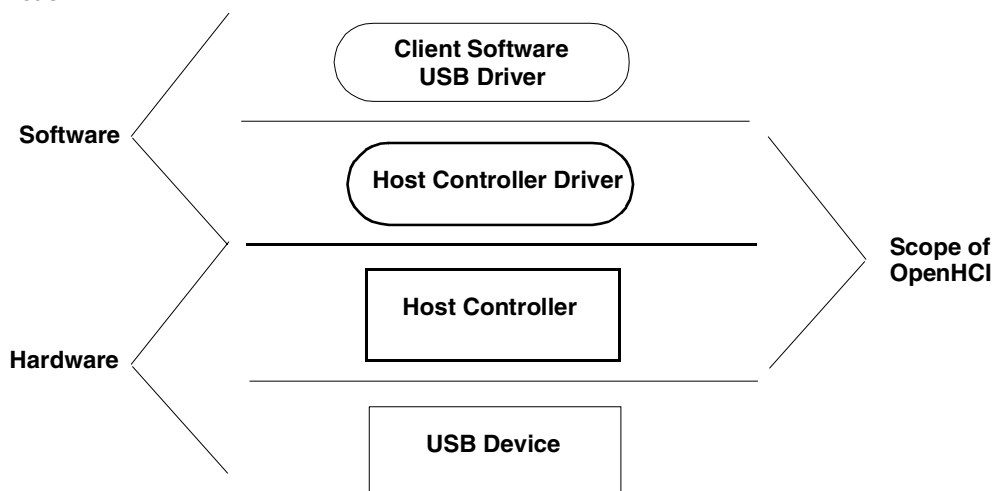 Client Software
USB Driver
Software
Host Controller Driver
Scope of
OpenHCI
Host Controller
Hardware
USB Device